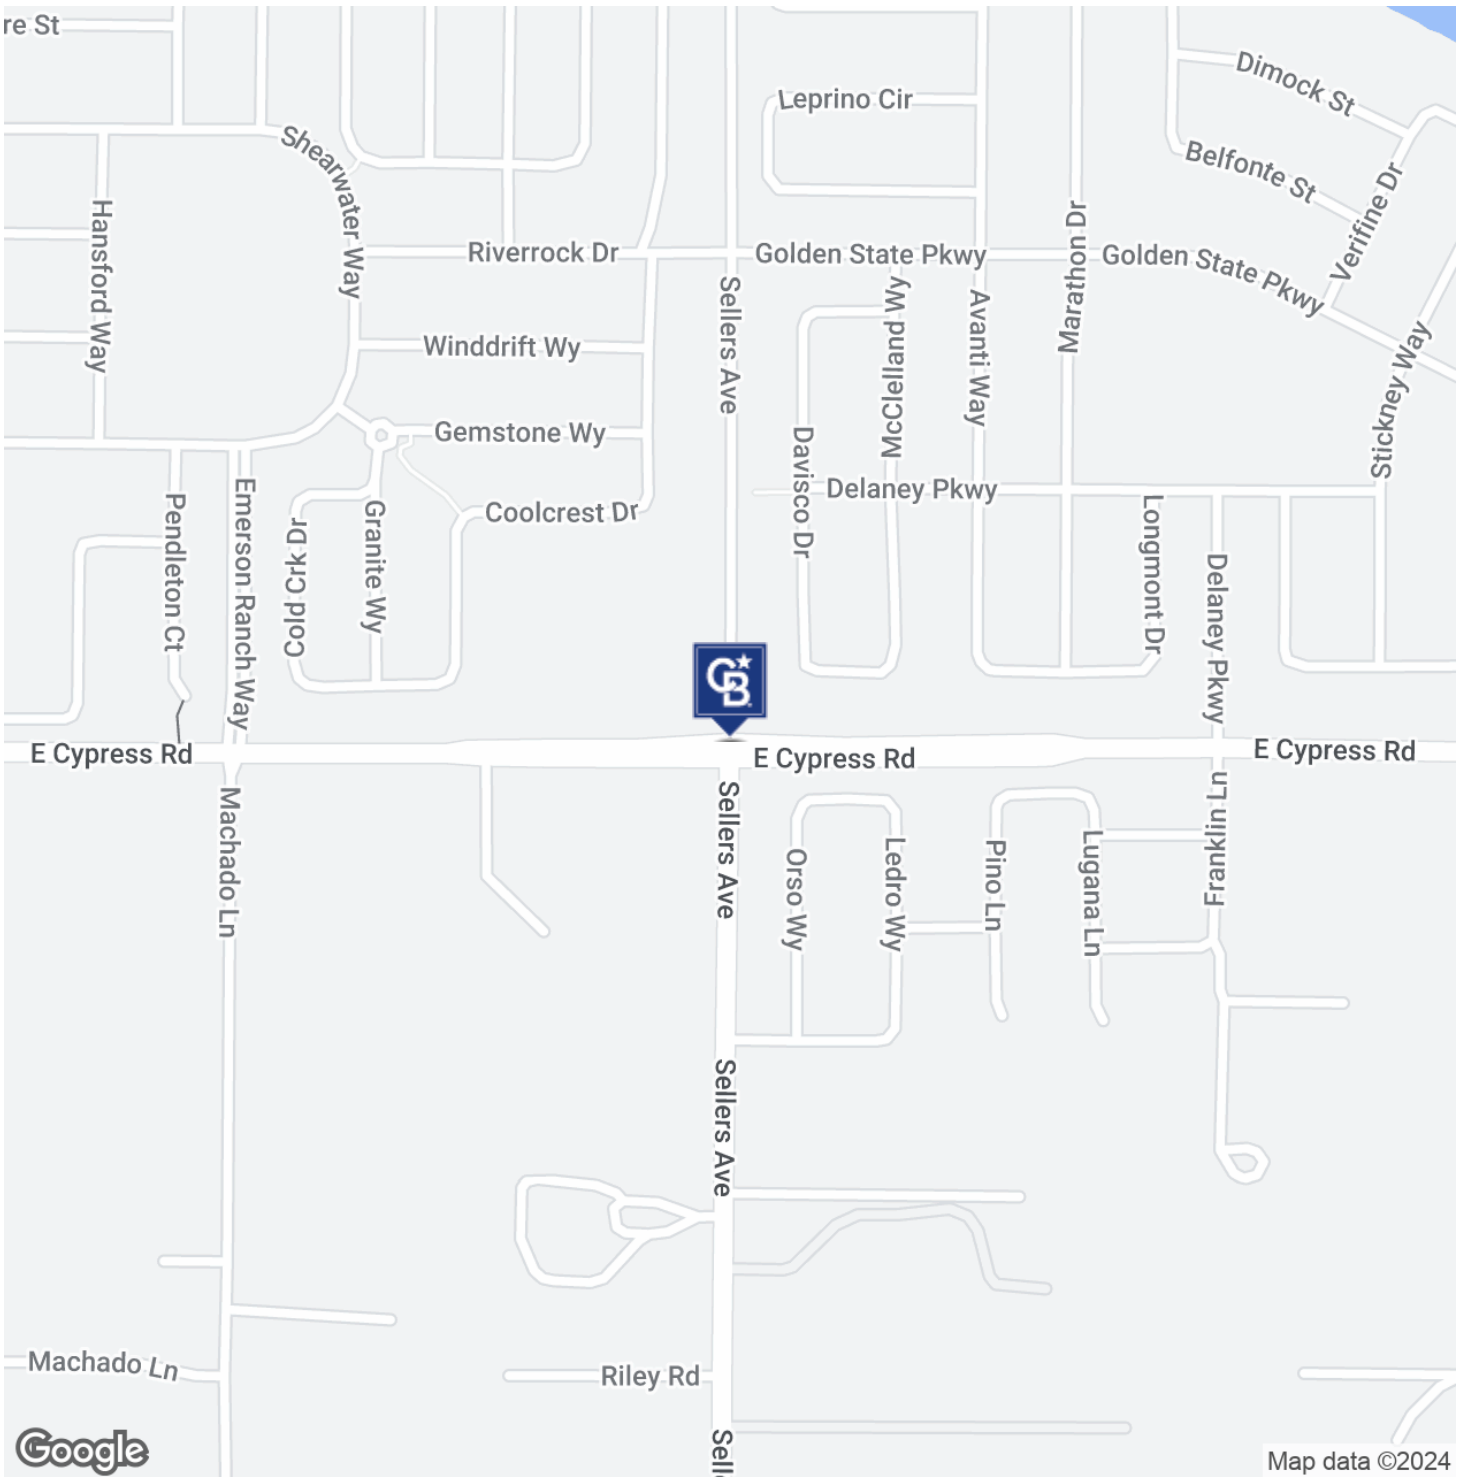 re St
Dimock St
Leprino Cir
Shearwater Way
Belfonte St
Verifine Dr
Hansford Way
Marathon Dr
Riverrock Dr
Golden State Pkwy
Golden State Pkwy
Sellers Ave
McClelland Wy
Avanti Way
Winddrift Wy
Stickney Way
Gemstone Wy
Davisco Dr
Delaney Pkwy
Pendleton Ct
Emerson Ranch Way
Cold Crk Dr
Granite Wy
Coolcrest Dr
Longmont Dr
Delaney Pkwy
CB
E Cypress Rd
E Cypress Rd
E Cypress Rd
Machado Ln
Sellers Ave
Orso Wy
Ledro Wy
Pino Ln
Lugana Ln
Franklin Ln
Sellers Ave
Machado Ln
Riley Rd
Sell
Google
Map data ©2024